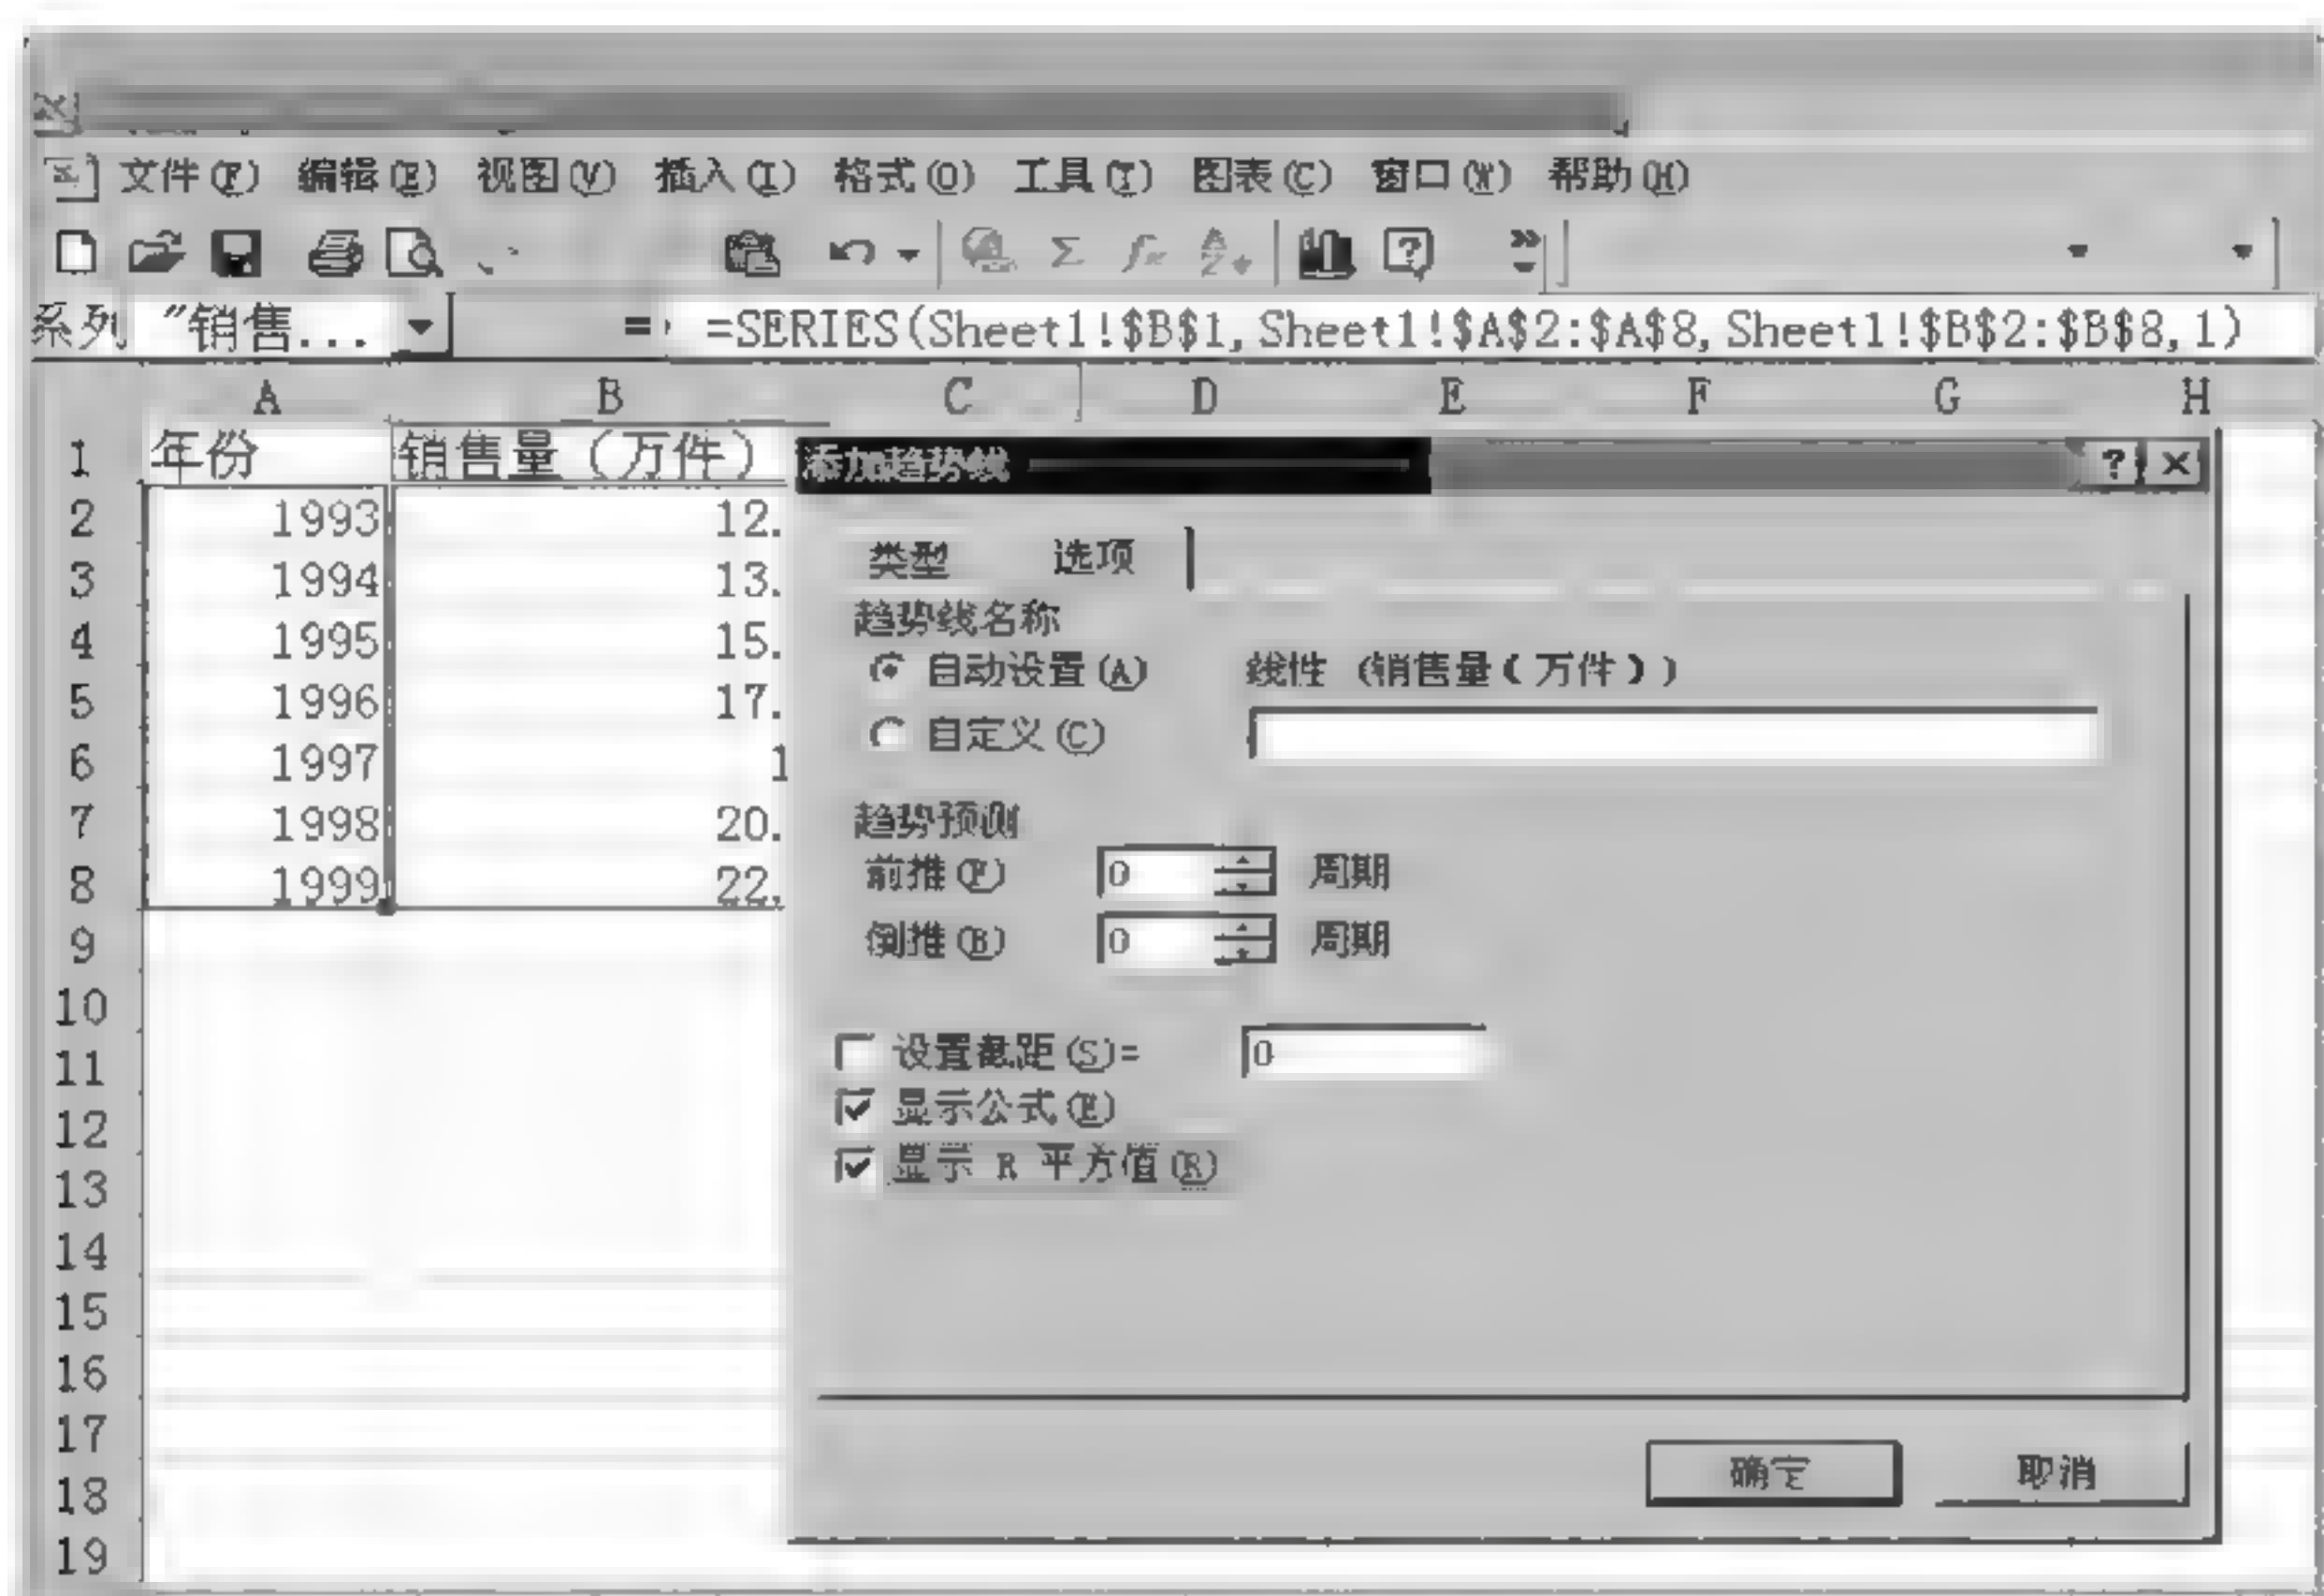 文件(F) 编辑(E) 视图(V) 插入(I) 格式(O) 工具(T) 图表(C) 窗口(W) 帮助(H)
系列 "销售... = =SERIES(Sheet1!$B$1,Sheet1!$A$2:$A$8,Sheet1!$B$2:$B$8,1)
A B C D E F G H
1 年份 销售量（万件）
2 1993 12.
3 1994 13.
4 1995 15.
5 1996 17.
6 1997 1
7 1998 20.
8 1999 22.
9
10
11
12
13
14
15
16
17
18
19
添加趋势线
类型 选项
趋势线名称
自动设置(A) 线性 (销售量（万件）)
自定义(C)
趋势预测
前推(F) 0 周期
倒推(B) 0 周期
设置截距(S)= 0
显示公式(E)
显示 R 平方值(R)
确定 取消